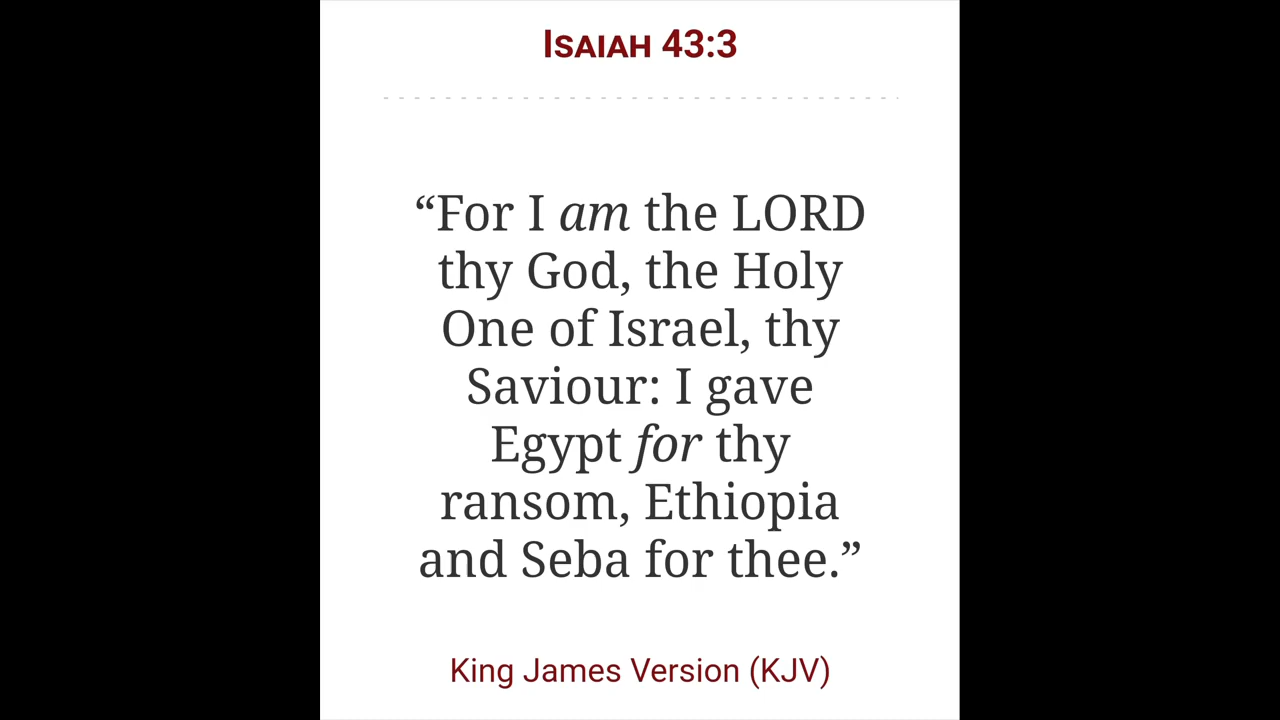 Isaiah 43:3
“For I am the LORD
thy God, the Holy
One of Israel, thy
Saviour: I gave
Egypt for thy
ransom, Ethiopia
and Seba for thee.”
King James Version (KJV)